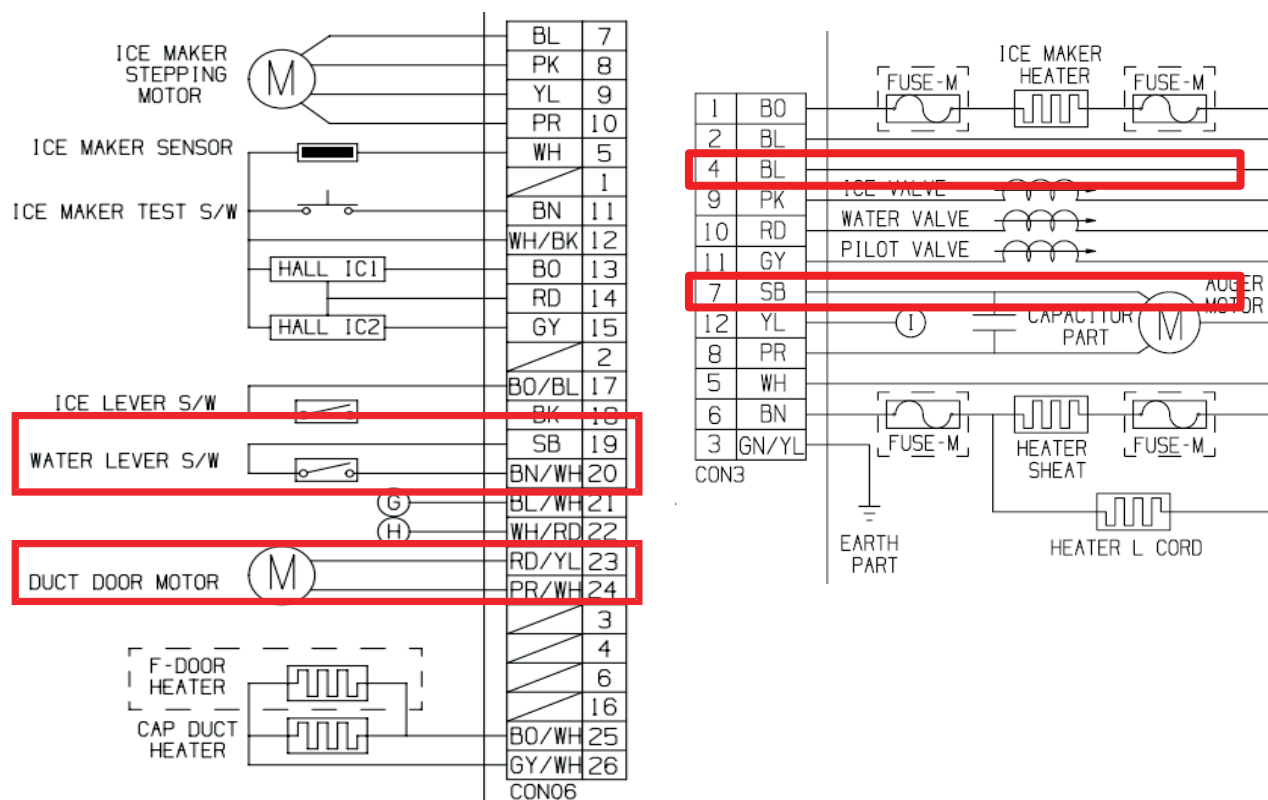 ICE MAKER
STEPPING
MOTOR
M
BL 7
PK 8
YL 9
PR 10
ICE MAKER SENSOR
WH 5
1
ICE MAKER TEST S/W
BN 11
WH/BK 12
HALL IC1
BO 13
RD 14
HALL IC2
GY 15
2
BO/BL 17
ICE LEVER S/W
BK 18
SB 19
WATER LEVER S/W
BN/WH 20
G
BL/WH 21
H
WH/RD 22
RD/YL 23
DUCT DOOR MOTOR
M
PR/WH 24
3
4
F-DOOR
HEATER
6
16
CAP DUCT
HEATER
BO/WH 25
GY/WH 26
CON06
ICE MAKER
HEATER
FUSE-M
FUSE-M
1 BO
2 BL
4 BL
ICE VALVE
9 PK
WATER VALVE
10 RD
PILOT VALVE
11 GY
7 SB
AUGER
MOTOR
12 YL
I
CAPACITOR
PART
M
8 PR
5 WH
6 BN
FUSE-M
FUSE-M
3 GN/YL
HEATER
SHEAT
CON3
EARTH
PART
HEATER L CORD